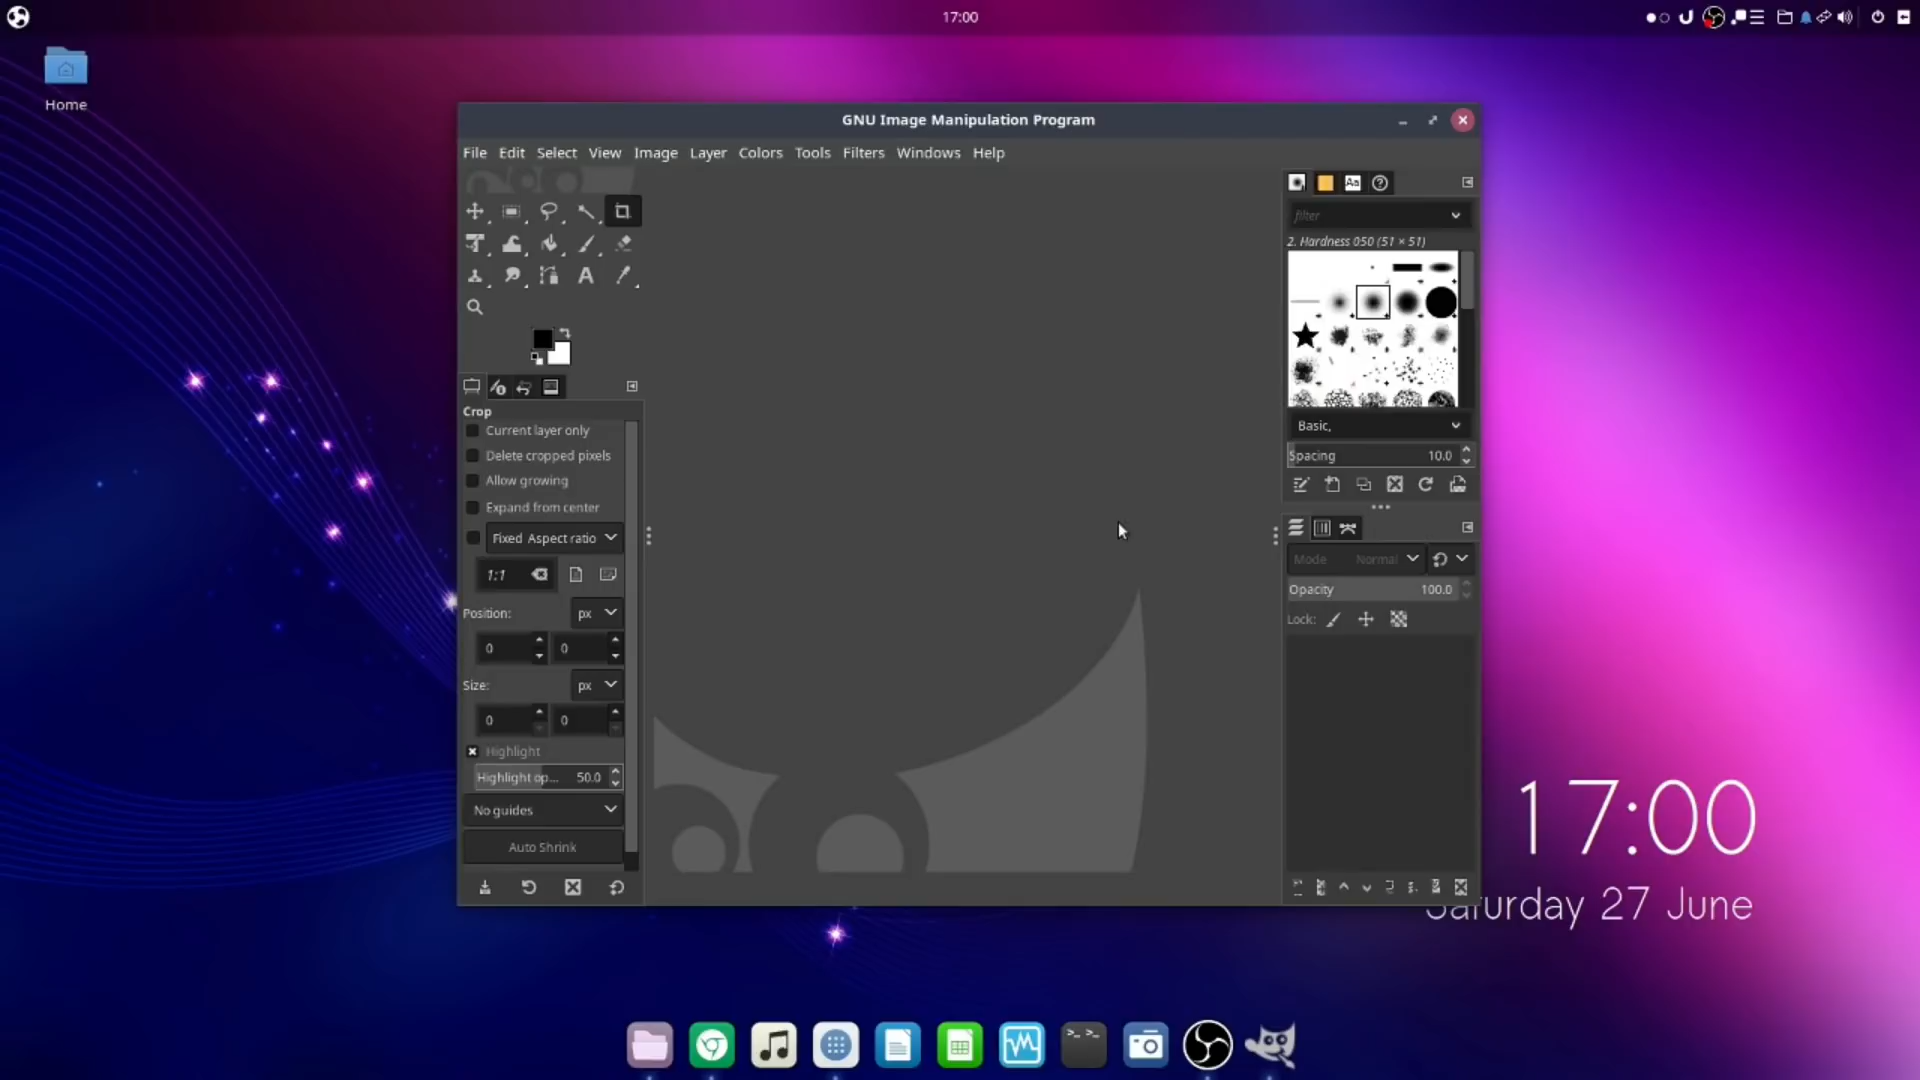 17:00
Home
GNU Image Manipulation Program
File Edit Select View Image Layer Colors Tools Filters Windows Help
filter
2. Hardness 050 (51 × 51)
Crop
Current layer only
Delete cropped pixels
Allow growing
Expand from center
Fixed Aspect ratio
1:1
Position:
px
0
0
Size:
px
0
0
Highlight
Highlight op... 50.0
No guides
Auto Shrink
Basic,
Spacing 10.0
Mode Normal
Opacity 100.0
Lock:
17:00
Saturday 27 June